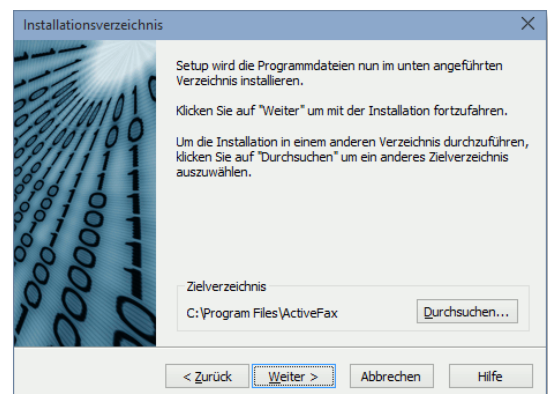 Installationsverzeichnis
Setup wird die Programmdateien nun im unten angeführten
Verzeichnis installieren.
Klicken Sie auf "Weiter" um mit der Installation fortzufahren.
Um die Installation in einem anderen Verzeichnis durchzuführen,
klicken Sie auf "Durchsuchen" um ein anderes Zielverzeichnis
auszuwählen.
Zielverzeichnis
C:\Program Files\ActiveFax
Durchsuchen...
< Zurück
Weiter >
Abbrechen
Hilfe